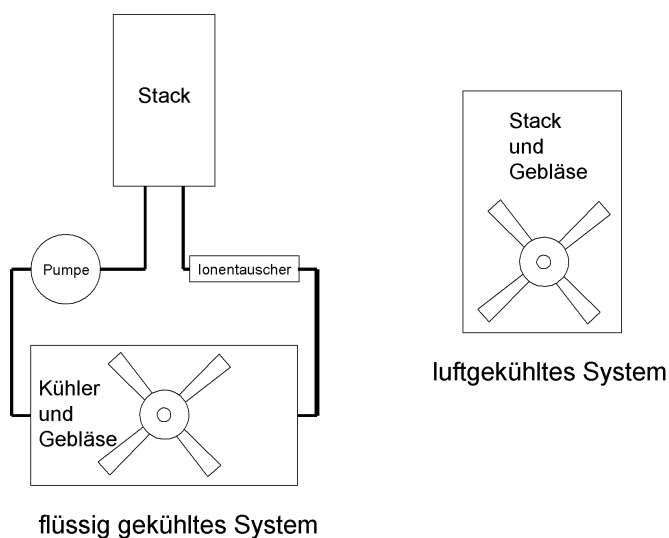 Stack
Pumpe
Ionentauscher
Kühler
und
Gebläse
flüssig gekühltes System
Stack
und
Gebläse
luftgekühltes System